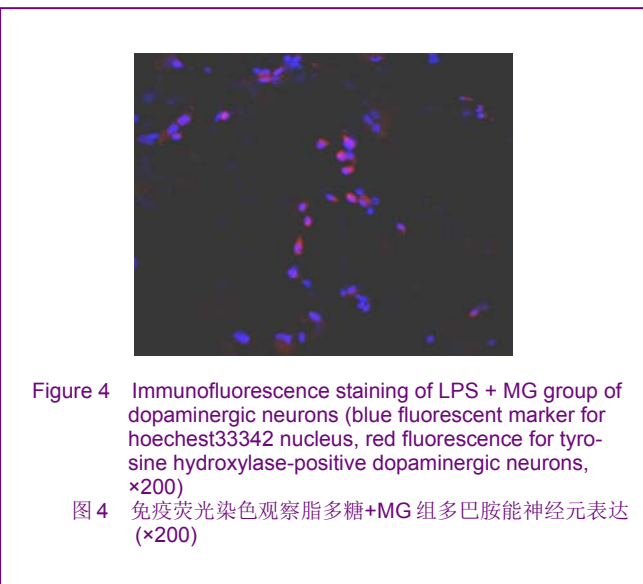 Figure 4 Immunofluorescence staining of LPS + MG group of
dopaminergic neurons (blue fluorescent marker for
hoechest33342 nucleus, red fluorescence for tyro-
sine hydroxylase-positive dopaminergic neurons,
×200)
图 4 免疫荧光染色观察脂多糖+MG 组多巴胺能神经元表达
(×200)